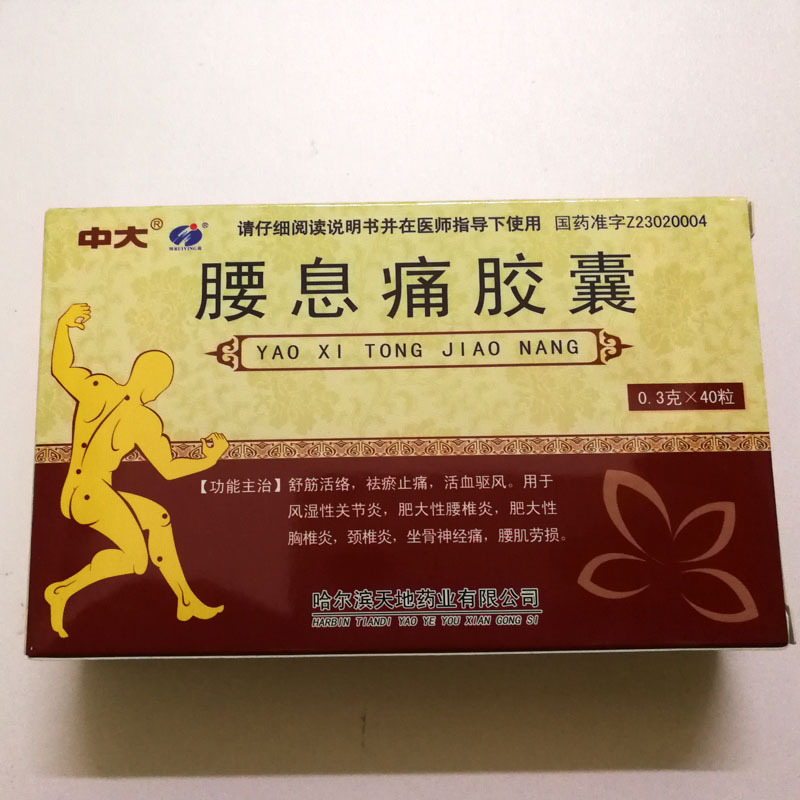 中大® ® 请仔细阅读说明书并在医师指导下使用 国药准字Z23020004
腰息痛胶囊
YAO XI TONG JIAO NANG
0.3克×40粒
【功能主治】舒筋活络,祛瘀止痛,活血驱风。用于
风湿性关节炎,肥大性腰椎炎,肥大性
胸椎炎,颈椎炎,坐骨神经痛,腰肌劳损。
哈尔滨天地药业有限公司
HARBIN TIANDI YAO YE YOU XIAN GONG SI